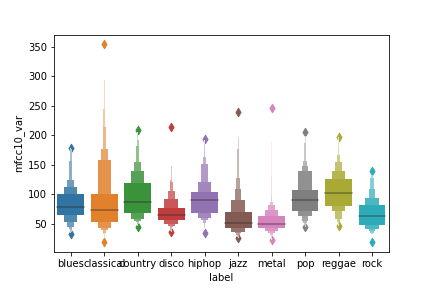 350
300
250
200
150
100
50
mfcc10_var
blues classical country disco hiphop jazz metal pop reggae rock
label